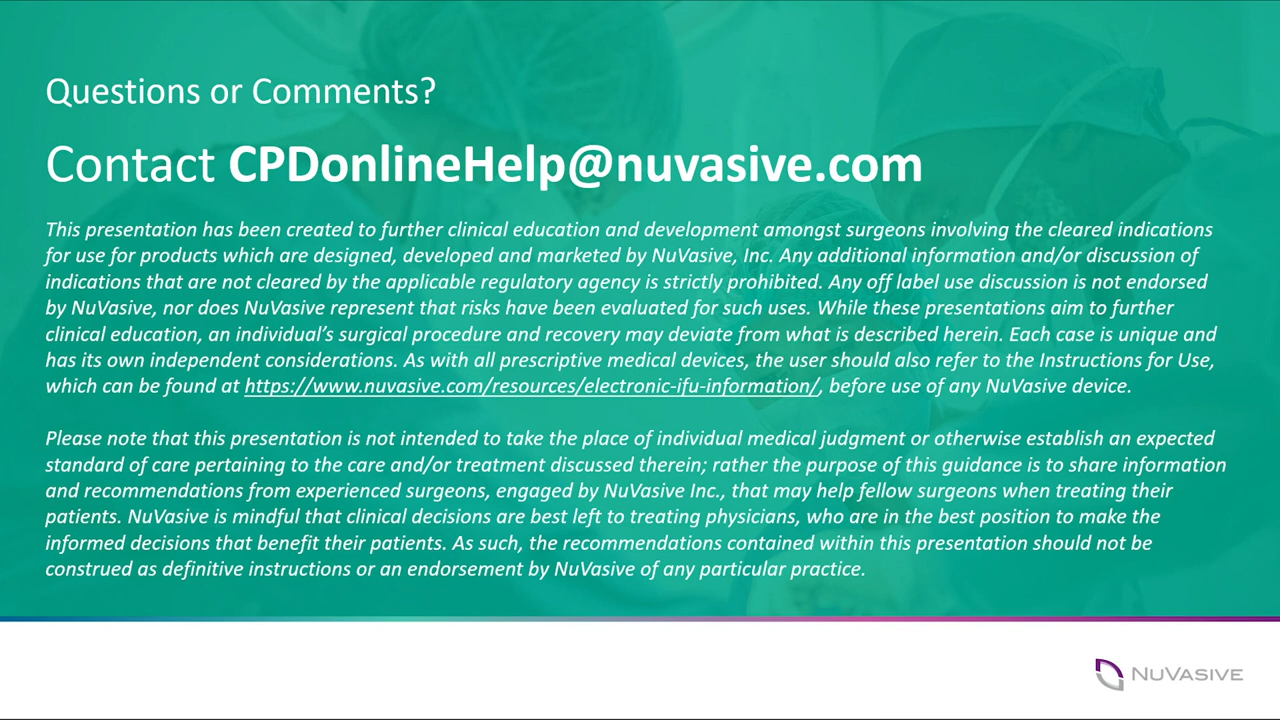 Questions or Comments?
Contact CPDonlineHelp@nuvasive.com
This presentation has been created to further clinical education and development amongst surgeons involving the cleared indications
for use for products which are designed, developed and marketed by NuVasive, Inc. Any additional information and/or discussion of
indications that are not cleared by the applicable regulatory agency is strictly prohibited. Any off label use discussion is not endorsed
by NuVasive, nor does NuVasive represent that risks have been evaluated for such uses. While these presentations aim to further
clinical education, an individual’s surgical procedure and recovery may deviate from what is described herein. Each case is unique and
has its own independent considerations. As with all prescriptive medical devices, the user should also refer to the Instructions for Use,
which can be found at https://www.nuvasive.com/resources/electronic-ifu-information/, before use of any NuVasive device.
Please note that this presentation is not intended to take the place of individual medical judgment or otherwise establish an expected
standard of care pertaining to the care and/or treatment discussed therein; rather the purpose of this guidance is to share information
and recommendations from experienced surgeons, engaged by NuVasive Inc., that may help fellow surgeons when treating their
patients. NuVasive is mindful that clinical decisions are best left to treating physicians, who are in the best position to make the
informed decisions that benefit their patients. As such, the recommendations contained within this presentation should not be
construed as definitive instructions or an endorsement by NuVasive of any particular practice.
NUVASIVE